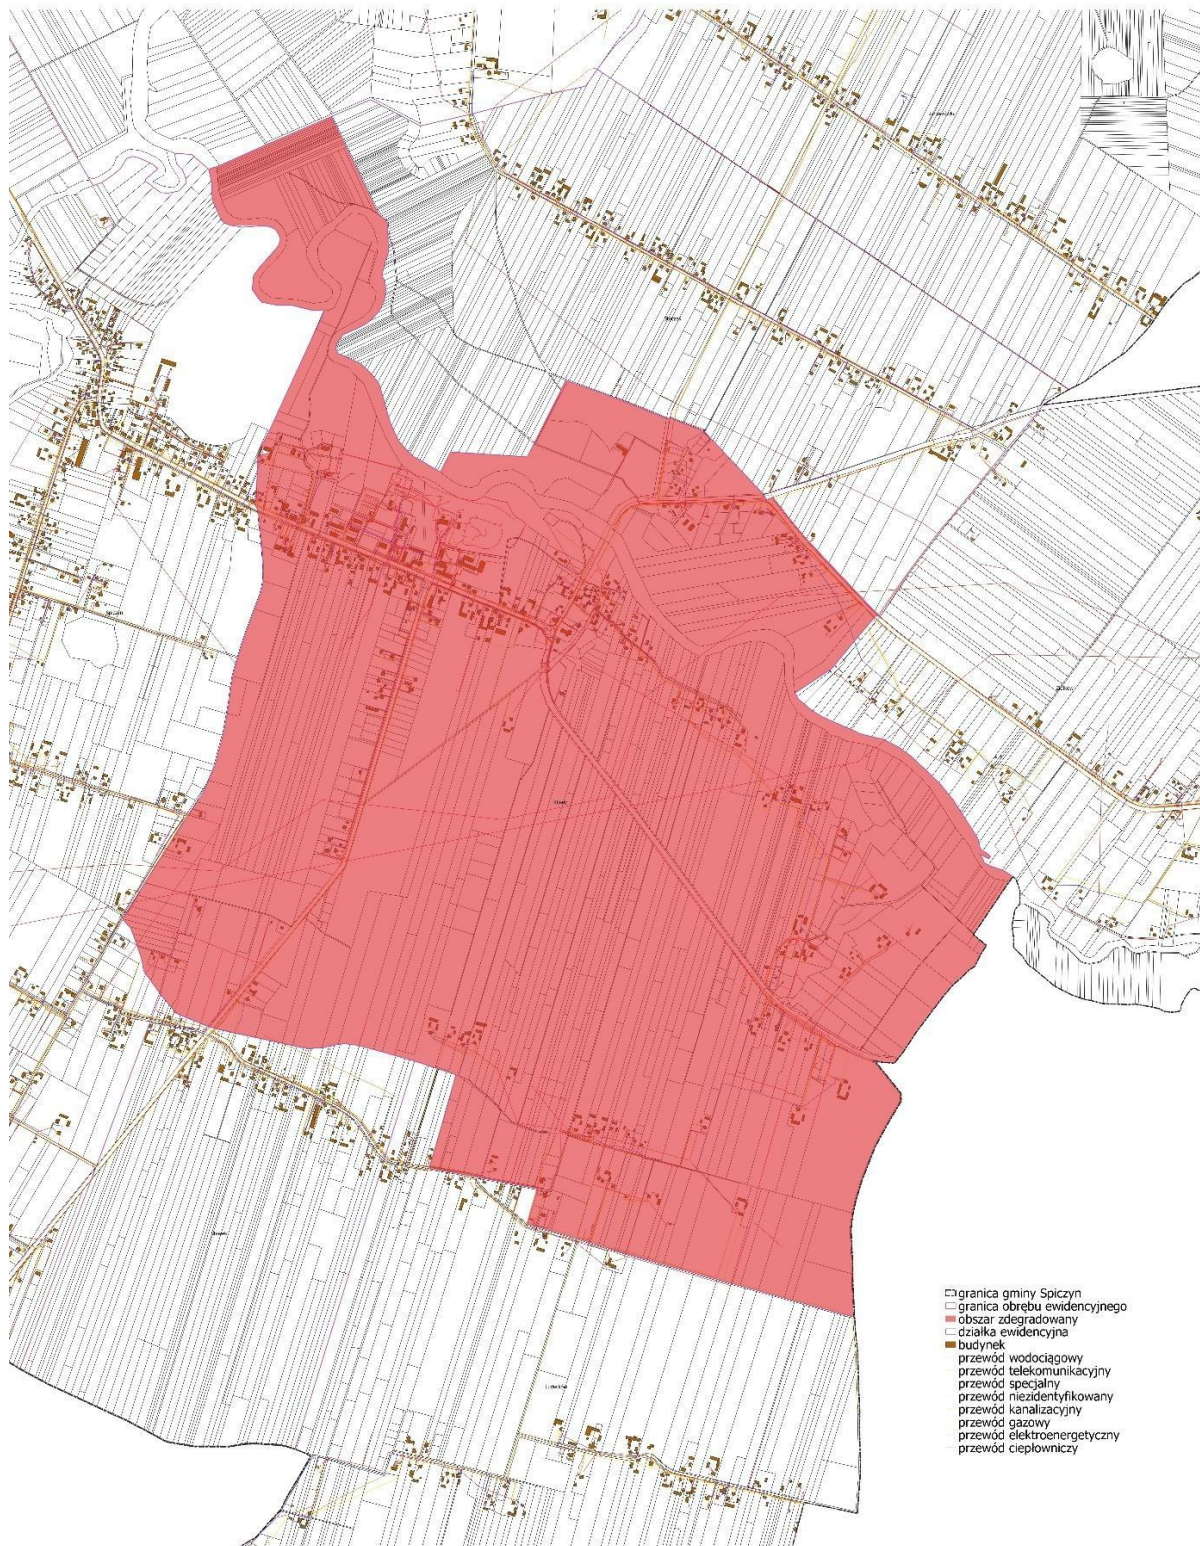 Spiczyn
granica gminy Spiczyn
granica obrębu ewidencyjnego
obszar zdegradowany
działka ewidencyjna
budynek
przewód wodociągowy
przewód telekomunikacyjny
przewód specjalny
przewód niezidentyfikowany
przewód kanalizacyjny
przewód gazowy
przewód elektroenergetyczny
przewód ciepłowniczy